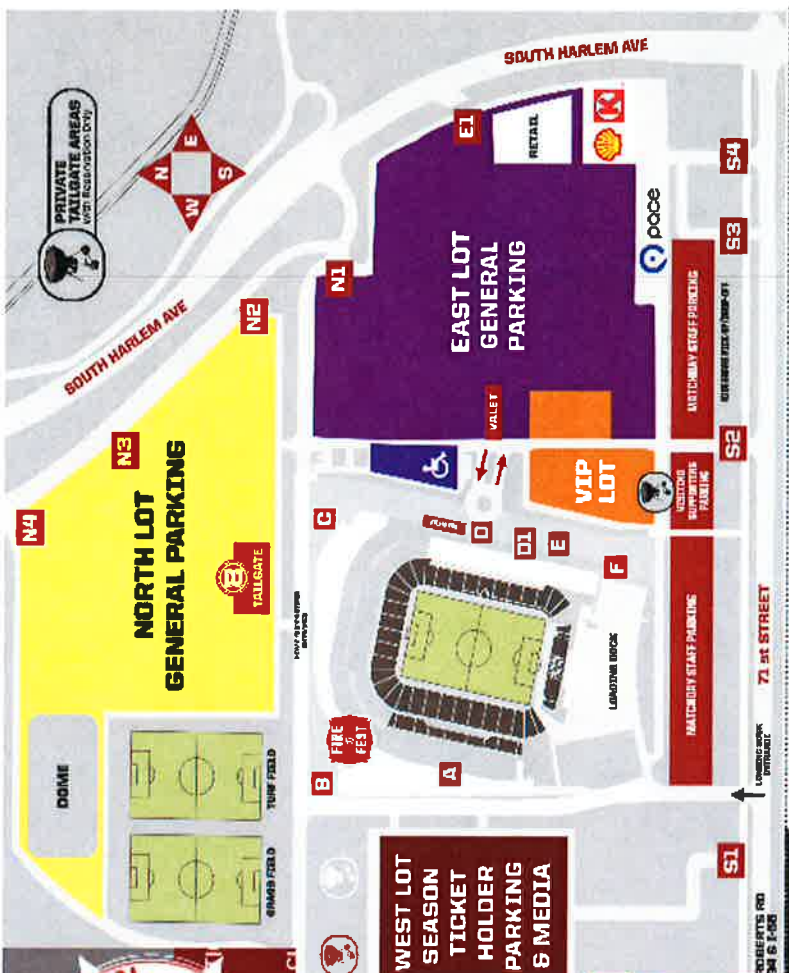 SOUTH HARLEM AVE
PRIVATE
TAILGATE AREAS
with Reservation Only
N
E
W
S
E1
RETAIL
S4
pace
S3
N1
EAST LOT
GENERAL
PARKING
MATCHDAY STAFF PARKING
SOUTH HARLEM AVE
N2
N3
N4
NORTH LOT
GENERAL PARKING
TAILGATE
VALET
S2
VIP
LOT
VISITING
SUPPORTERS
PARKING
C
D
D1
E
F
LOADING DOCK
MATCHDAY STAFF PARKING
71st STREET
DOME
TURF FIELD
GRASS FIELD
FIRE
FEST
B
A
LOADING DOCK
ENTRANCE
S1
WEST LOT
SEASON
TICKET
HOLDER
PARKING
& MEDIA